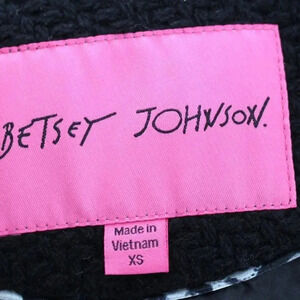 BETSEY JOHNSON.
Made in
Vietnam
XS